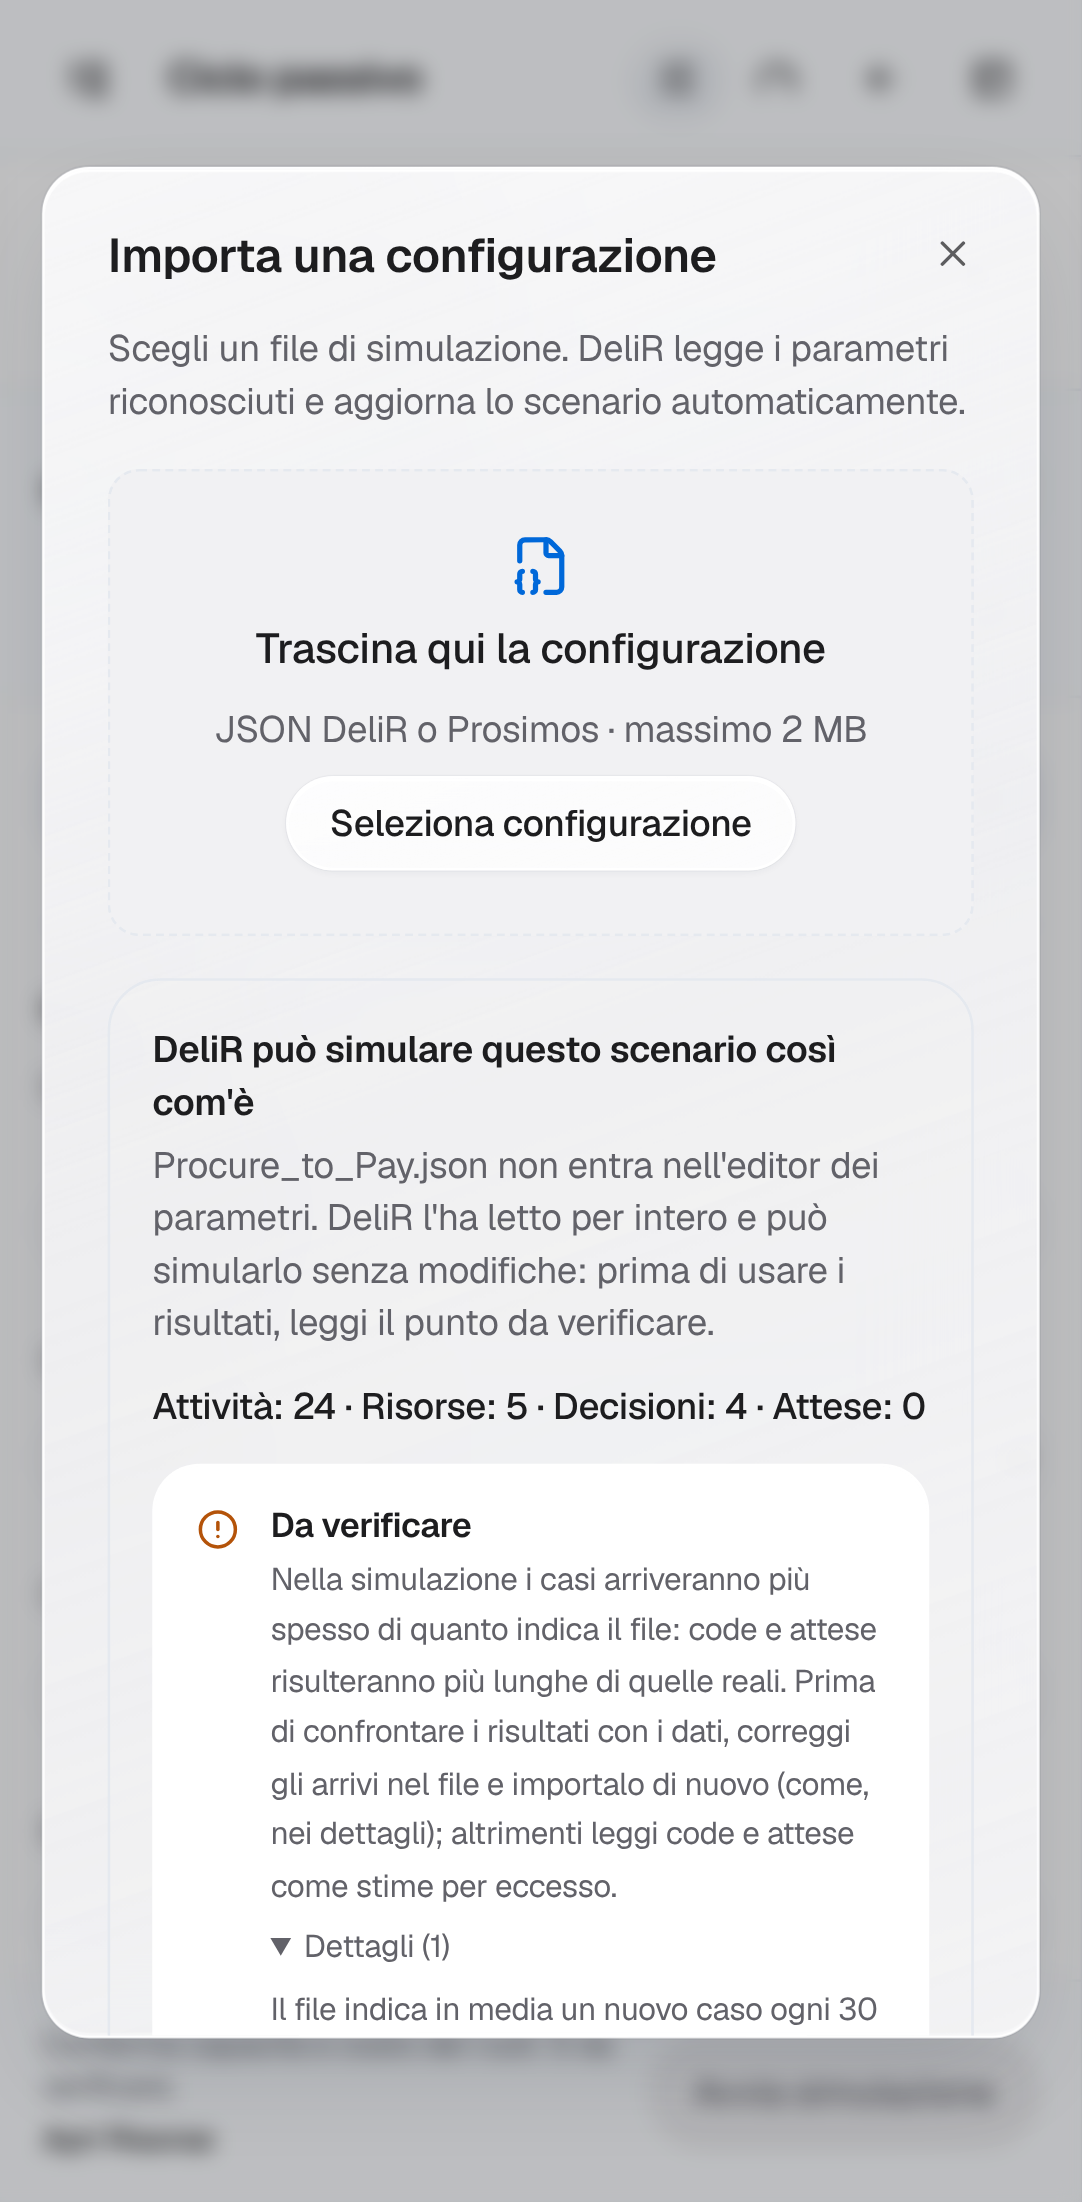 Ciclo passivo
Importa una configurazione
Scegli un file di simulazione. DeliR legge i parametri
riconosciuti e aggiorna lo scenario automaticamente.
Trascina qui la configurazione
JSON DeliR o Prosimos · massimo 2 MB
Seleziona configurazione
DeliR può simulare questo scenario così
com'è
Procure_to_Pay.json non entra nell'editor dei
parametri. DeliR l'ha letto per intero e può
simularlo senza modifiche: prima di usare i
risultati, leggi il punto da verificare.
Attività: 24 · Risorse: 5 · Decisioni: 4 · Attese: 0
Da verificare
Nella simulazione i casi arriveranno più
spesso di quanto indica il file: code e attese
risulteranno più lunghe di quelle reali. Prima
di confrontare i risultati con i dati, correggi
gli arrivi nel file e importalo di nuovo (come,
nei dettagli); altrimenti leggi code e attese
come stime per eccesso.
▼ Dettagli (1)
Il file indica in media un nuovo caso ogni 30